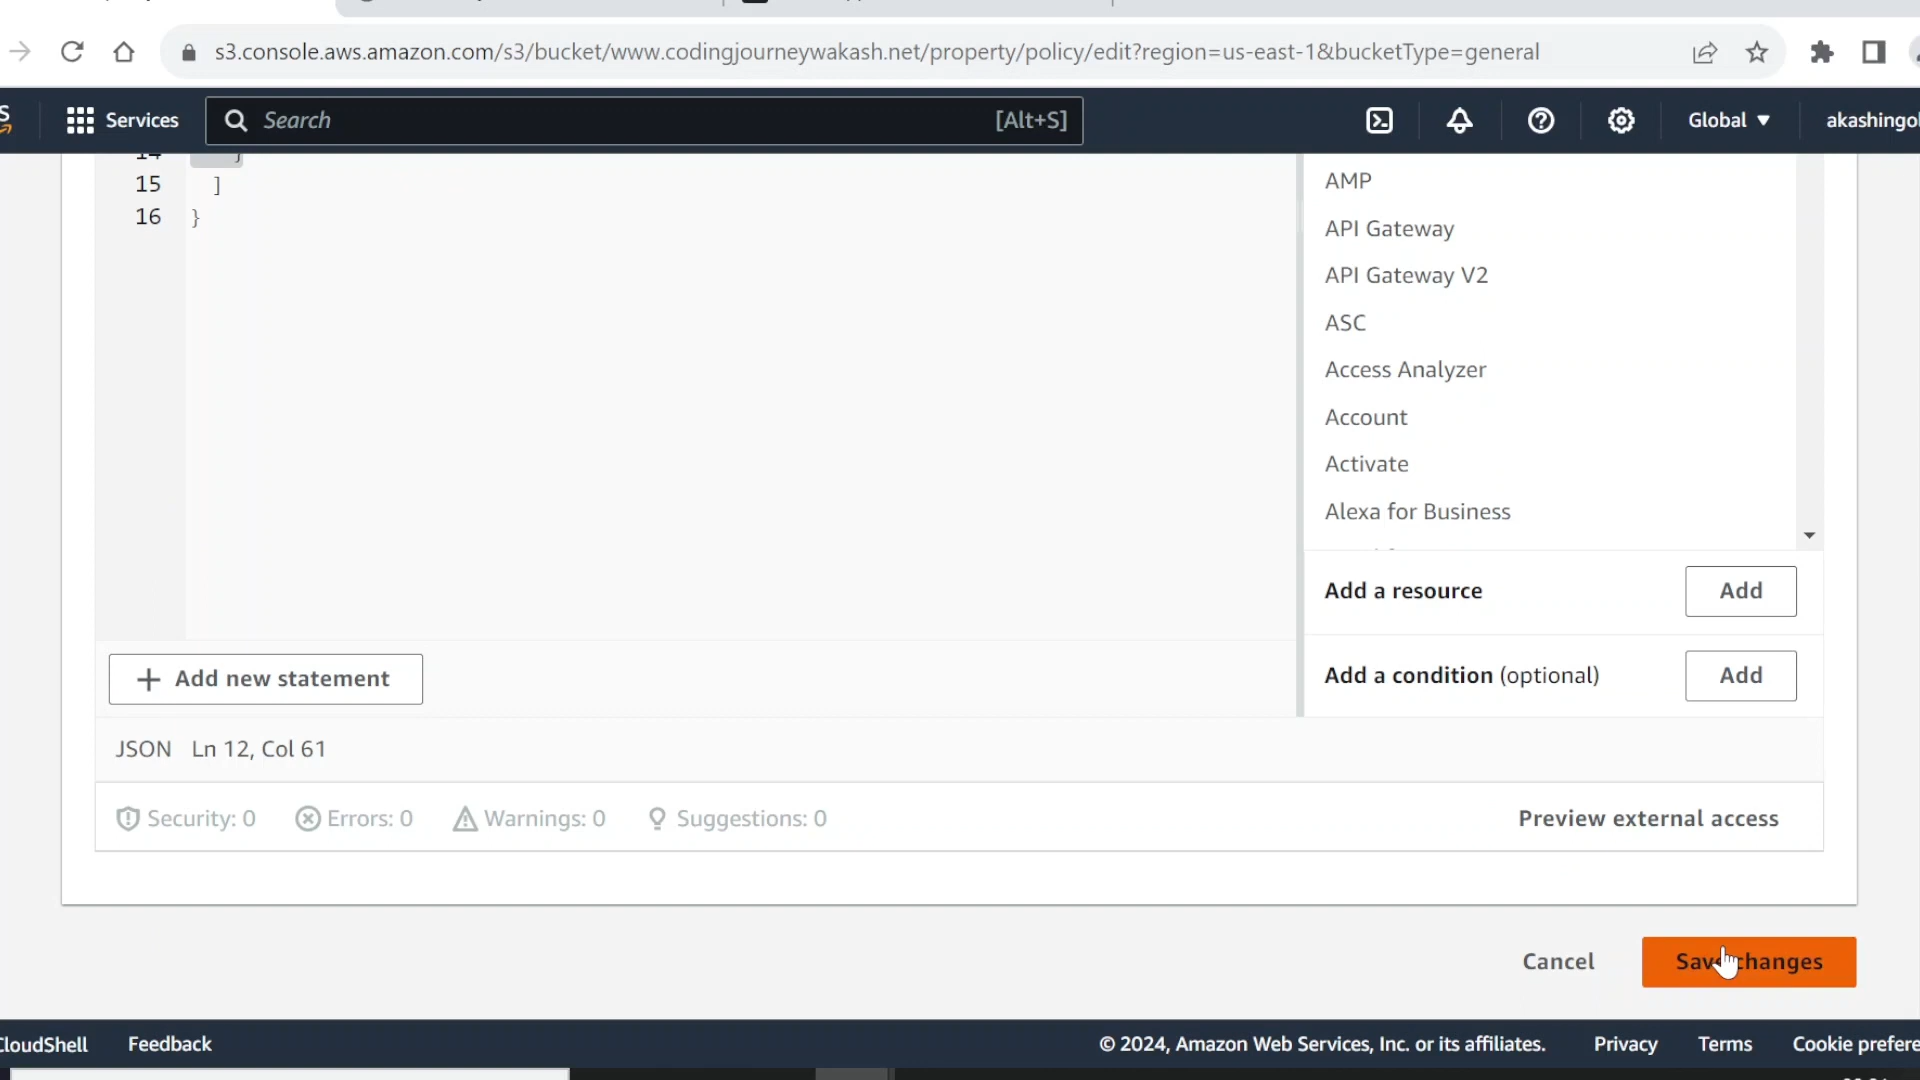 s3.console.aws.amazon.com/s3/bucket/www.codingjourneywakash.net/property/policy/edit?region=us-east-1&bucketType=general
Services
Search
[Alt+S]
Global
akashingol
14 }
15 ]
16 }
AMP
API Gateway
API Gateway V2
ASC
Access Analyzer
Account
Activate
Alexa for Business
Add a resource
Add
+ Add new statement
Add a condition (optional)
Add
JSON Ln 12, Col 61
Security: 0 Errors: 0 Warnings: 0 Suggestions: 0
Preview external access
Cancel
Save changes
CloudShell
Feedback
© 2024, Amazon Web Services, Inc. or its affiliates.
Privacy
Terms
Cookie prefere